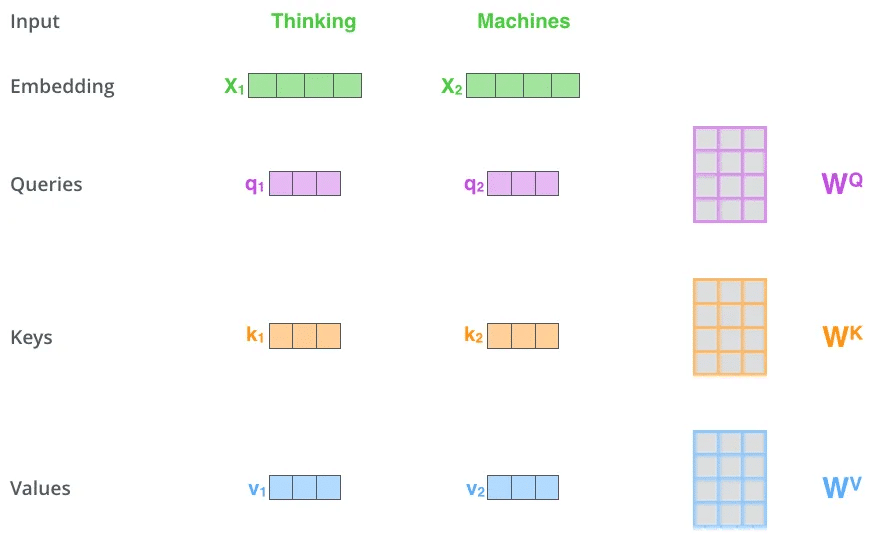 Input Thinking Machines
Embedding X1 X2
Queries q1 q2 WQ
Keys k1 k2 WK
Values v1 v2 WV